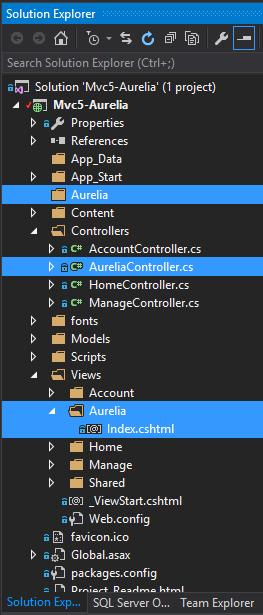 Solution Explorer
Search Solution Explorer (Ctrl+;)
Solution 'Mvc5-Aurelia' (1 project)
Mvc5-Aurelia
Properties
References
App_Data
App_Start
Aurelia
Content
Controllers
C# AccountController.cs
C# AureliaController.cs
C# HomeController.cs
C# ManageController.cs
fonts
Models
Scripts
Views
Account
Aurelia
[@] Index.cshtml
Home
Manage
Shared
[@] _ViewStart.cshtml
Web.config
favicon.ico
Global.asax
packages.config
Project_Readme.html
Solution Exp... SQL Server O... Team Explorer